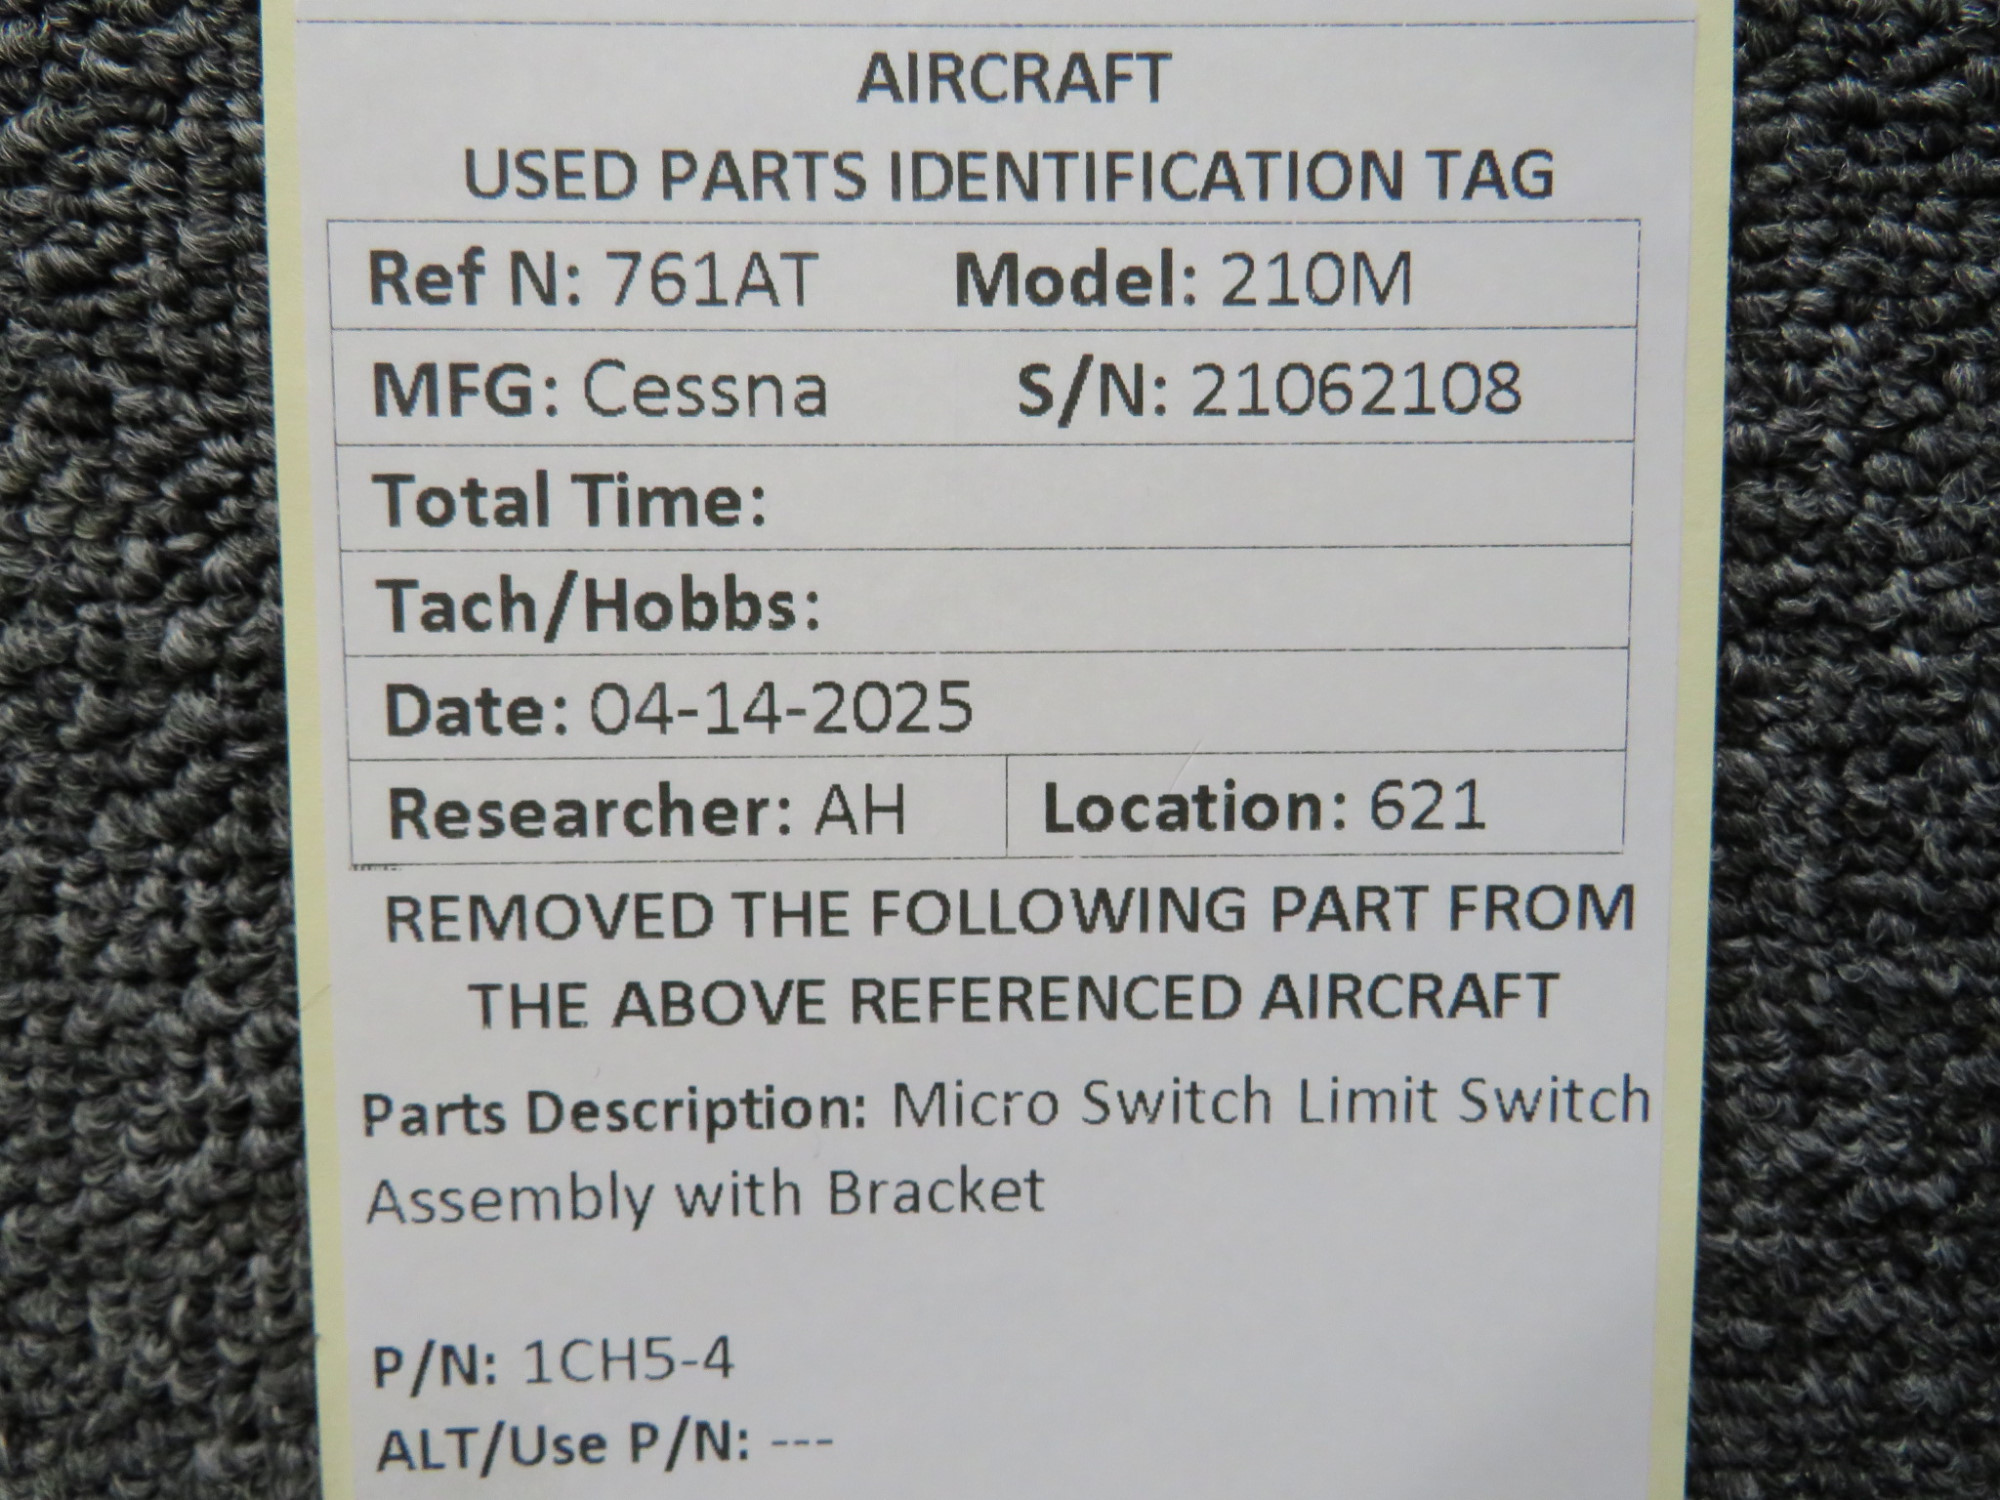 AIRCRAFT
USED PARTS IDENTIFICATION TAG
Ref N: 761AT Model: 210M
MFG: Cessna S/N: 21062108
Total Time:
Tach/Hobbs:
Date: 04-14-2025
Researcher: AH Location: 621
REMOVED THE FOLLOWING PART FROM
THE ABOVE REFERENCED AIRCRAFT
Parts Description: Micro Switch Limit Switch
Assembly with Bracket
P/N: 1CH5-4
ALT/Use P/N: ---